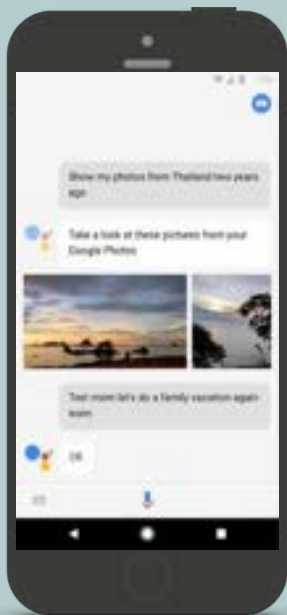 Show my photos from Thailand two years
ago
Take a look at these pictures from your
Google Photos
Text mom let's do a family vacation again
soon
OK